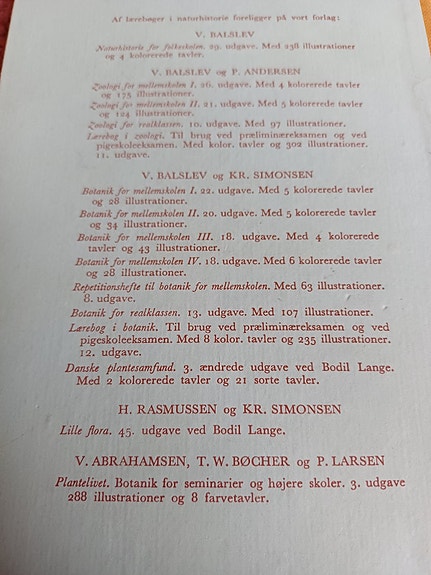 Af lærebøger i naturhistorie foreligger på vort forlag:
V. BALSLEV
Naturhistorie for folkeskolen. 29. udgave. Med 238 illustrationer
og 4 kolorerede tavler.
V. BALSLEV og P. ANDERSEN
Zoologi for mellemskolen I. 26. udgave. Med 4 kolorerede tavler
og 175 illustrationer.
Zoologi for mellemskolen II. 21. udgave. Med 5 kolorerede tavler
og 124 illustrationer.
Zoologi for realklassen. 10. udgave. Med 97 illustrationer.
Lærebog i zoologi. Til brug ved præliminæreksamen og ved
pigeskoleeksamen. Med kolor. tavler og 302 illustrationer.
11. udgave.
V. BALSLEV og KR. SIMONSEN
Botanik for mellemskolen I. 22. udgave. Med 5 kolorerede tavler
og 28 illustrationer.
Botanik for mellemskolen II. 20. udgave. Med 5 kolorerede tavler
og 34 illustrationer.
Botanik for mellemskolen III. 18. udgave. Med 4 kolorerede
tavler og 43 illustrationer.
Botanik for mellemskolen IV. 18. udgave. Med 6 kolorerede tavler
og 28 illustrationer.
Repetitionshefte til botanik for mellemskolen. Med 63 illustrationer.
8. udgave.
Botanik for realklassen. 13. udgave. Med 107 illustrationer.
Lærebog i botanik. Til brug ved præliminæreksamen og ved
pigeskoleeksamen. Med 8 kolor. tavler og 235 illustrationer.
12. udgave.
Danske plantesamfund. 3. ændrede udgave ved Bodil Lange.
Med 2 kolorerede tavler og 21 sorte tavler.
H. RASMUSSEN og KR. SIMONSEN
Lille flora. 45. udgave ved Bodil Lange.
V. ABRAHAMSEN, T. W. BØCHER og P. LARSEN
Plantelivet. Botanik for seminarier og højere skoler. 3. udgave
288 illustrationer og 8 farvetavler.